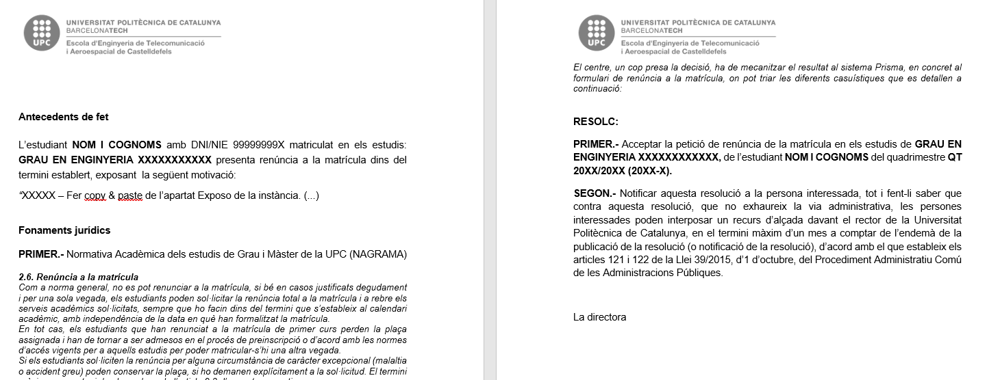 UPC
UNIVERSITAT POLITÈCNICA DE CATALUNYA
BARCELONATECH
Escola d'Enginyeria de Telecomunicació
i Aeroespacial de Castelldefels
Antecedents de fet
L'estudiant NOM I COGNOMS amb DNI/NIE 99999999X matriculat en els estudis:
GRAU EN ENGINYERIA XXXXXXXXXXX presenta renúncia a la matrícula dins del
termini establert, exposant la següent motivació:
“XXXXX – Fer copy & paste de l'apartat Exposo de la instància. (...)
Fonaments jurídics
PRIMER.- Normativa Acadèmica dels estudis de Grau i Màster de la UPC (NAGRAMA)
2.6. Renúncia a la matrícula
Com a norma general, no es pot renunciar a la matrícula, si bé en casos justificats degudament
i per una sola vegada, els estudiants poden sol·licitar la renúncia total a la matrícula i a rebre els
serveis acadèmics sol·licitats, sempre que ho facin dins del termini que s'estableix al calendari
acadèmic, amb independència de la data en què han formalitzat la matrícula.
En tot cas, els estudiants que han renunciat a la matrícula de primer curs perden la plaça
assignada i han de tornar a ser admesos en el procés de preinscripció o d'acord amb les normes
d'accés vigents per a aquells estudis per poder matricular-s'hi una altra vegada.
Si els estudiants sol·liciten la renúncia per alguna circumstància de caràcter excepcional (malaltia
o accident greu) poden conservar la plaça, si ho demanen explícitament a la sol·licitud. El termini
UPC
UNIVERSITAT POLITÈCNICA DE CATALUNYA
BARCELONATECH
Escola d'Enginyeria de Telecomunicació
i Aeroespacial de Castelldefels
El centre, un cop presa la decisió, ha de mecanitzar el resultat al sistema Prisma, en concret al
formulari de renúncia a la matrícula, on pot triar les diferents casuístiques que es detallen a
continuació:
RESOLC:
PRIMER.- Acceptar la petició de renúncia de la matrícula en els estudis de GRAU EN
ENGINYERIA XXXXXXXXXXXX, de l'estudiant NOM I COGNOMS del quadrimestre QT
20XX/20XX (20XX-X).
SEGON.- Notificar aquesta resolució a la persona interessada, tot i fent-li saber que
contra aquesta resolució, que no exhaureix la via administrativa, les persones
interessades poden interposar un recurs d'alçada davant el rector de la Universitat
Politècnica de Catalunya, en el termini màxim d'un mes a comptar de l'endemà de la
publicació de la resolució (o notificació de la resolució), d'acord amb el que estableix els
articles 121 i 122 de la Llei 39/2015, d'1 d'octubre, del Procediment Administratiu Comú
de les Administracions Públiques.
La directora